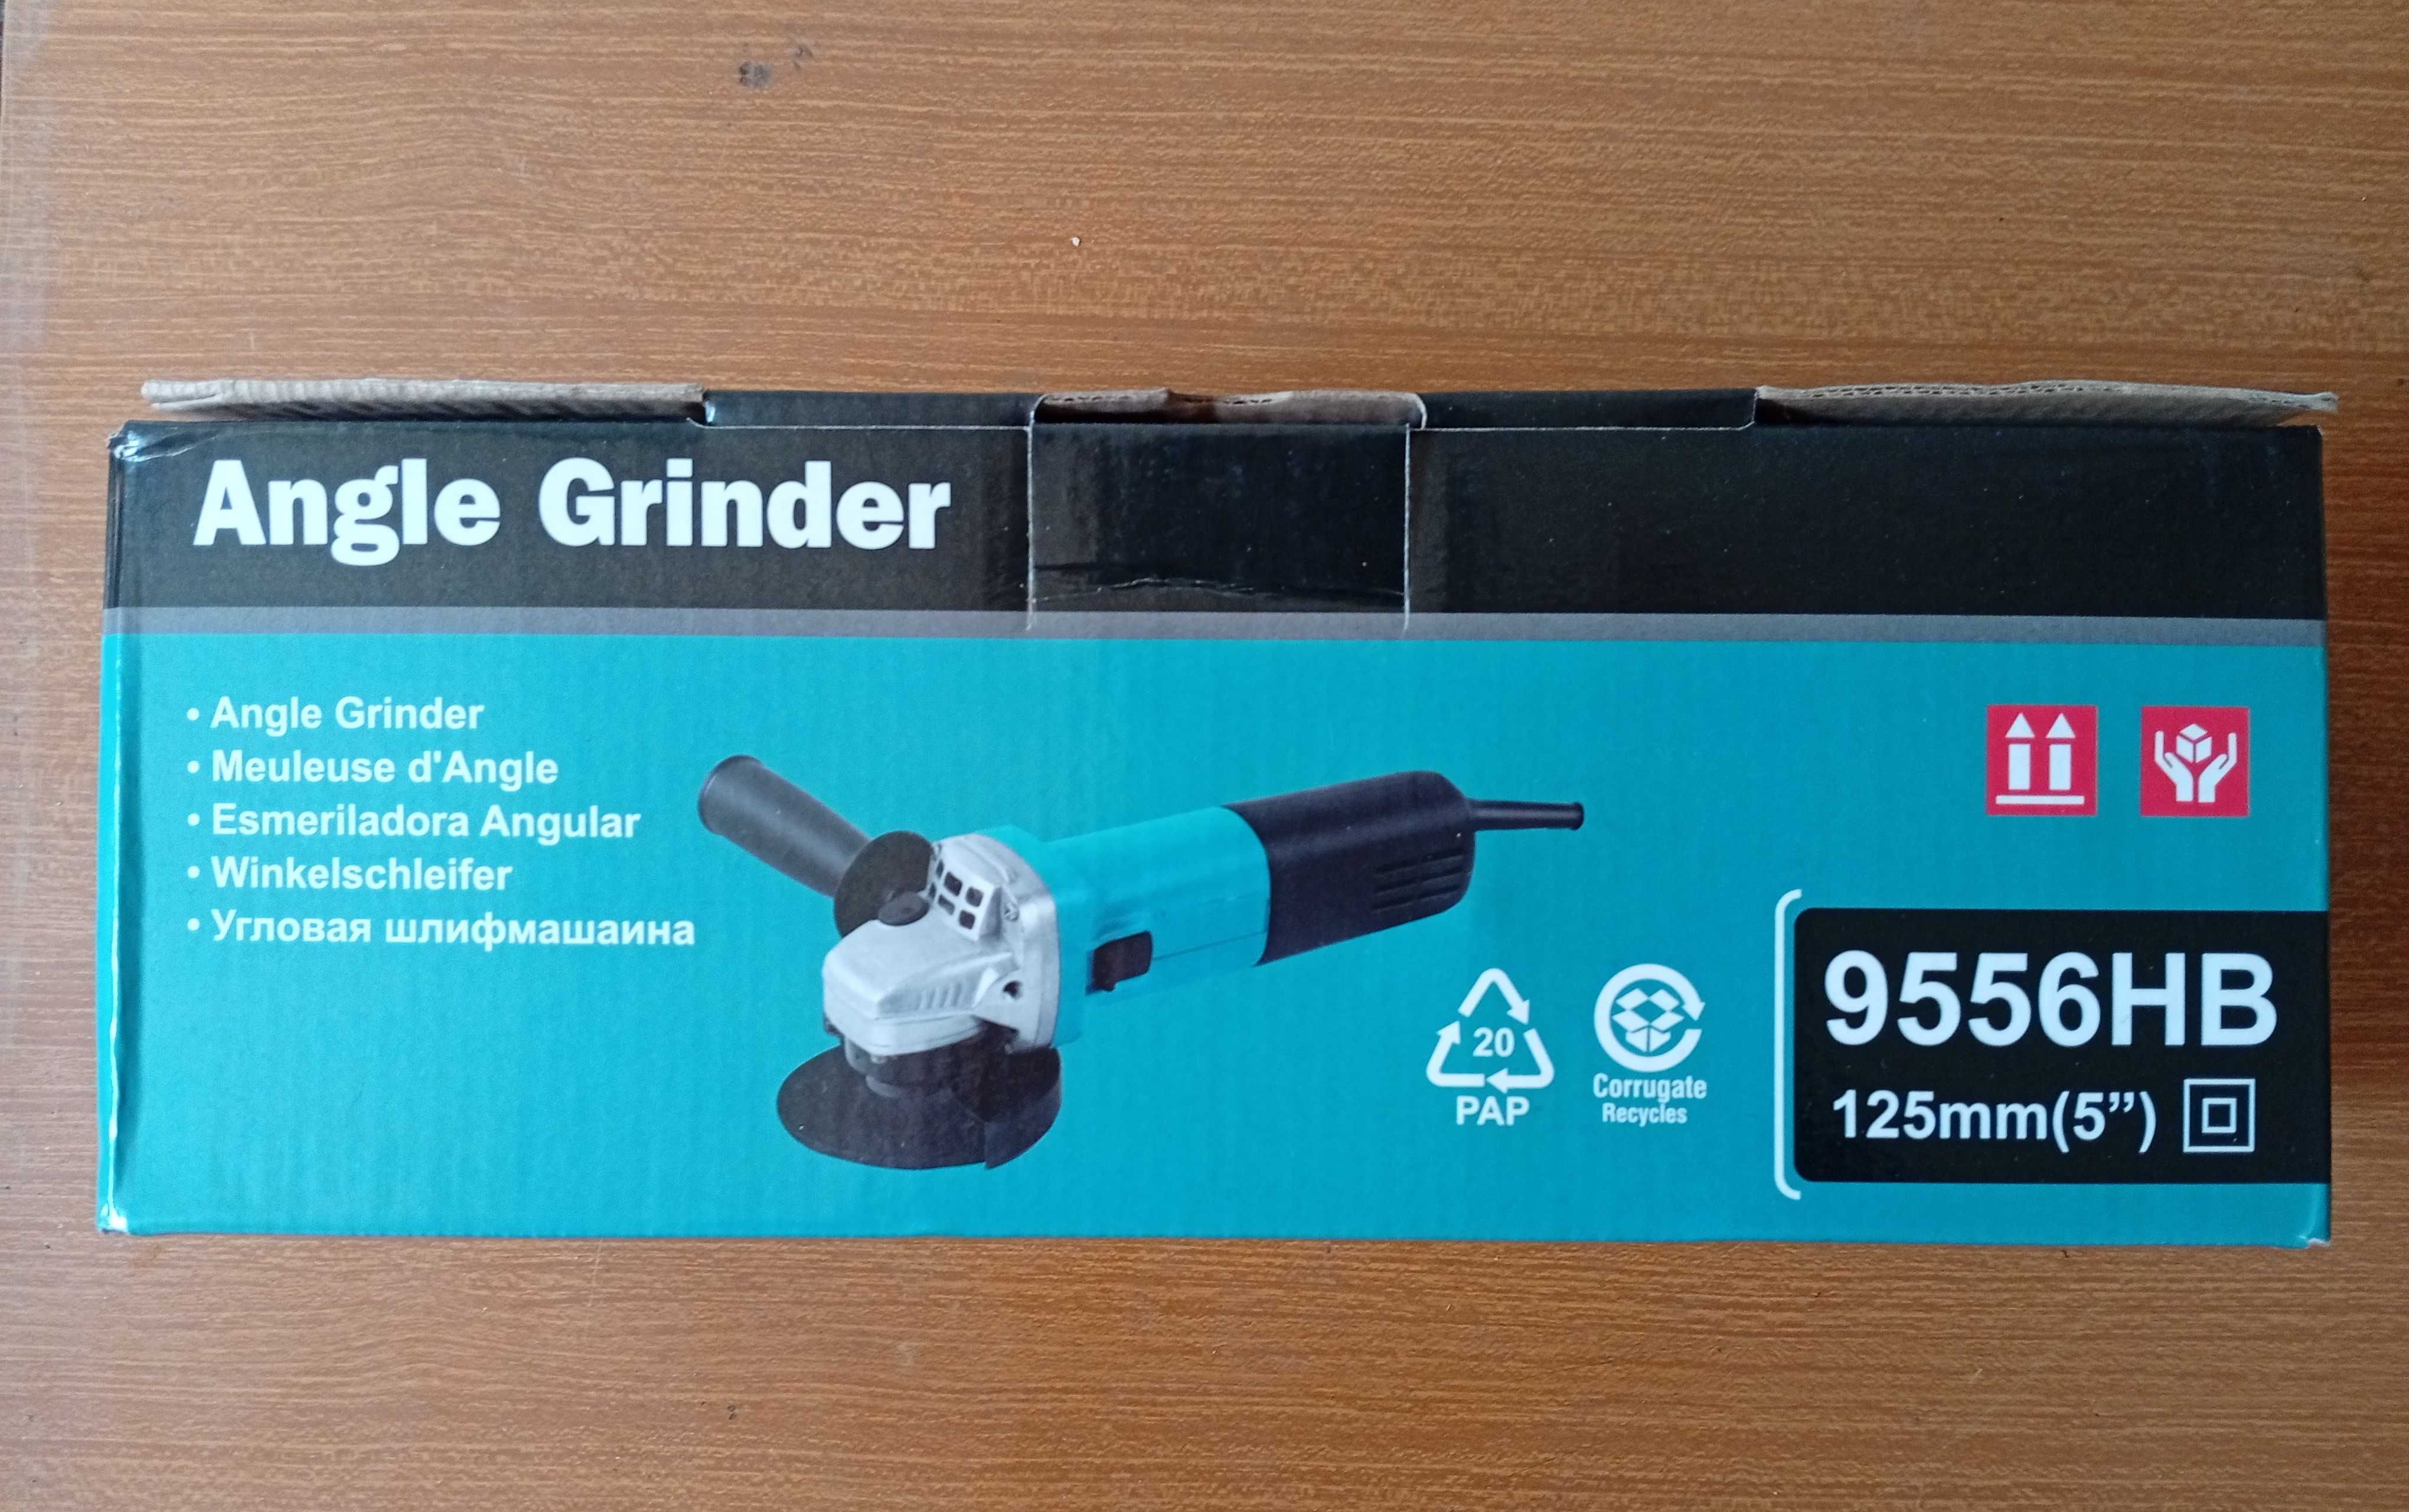 Angle Grinder
• Angle Grinder
• Meuleuse d'Angle
• Esmeriladora Angular
• Winkelschleifer
• Угловая шлифмашаина
20
PAP
Corrugate
Recycles
9556HB
125mm(5”)